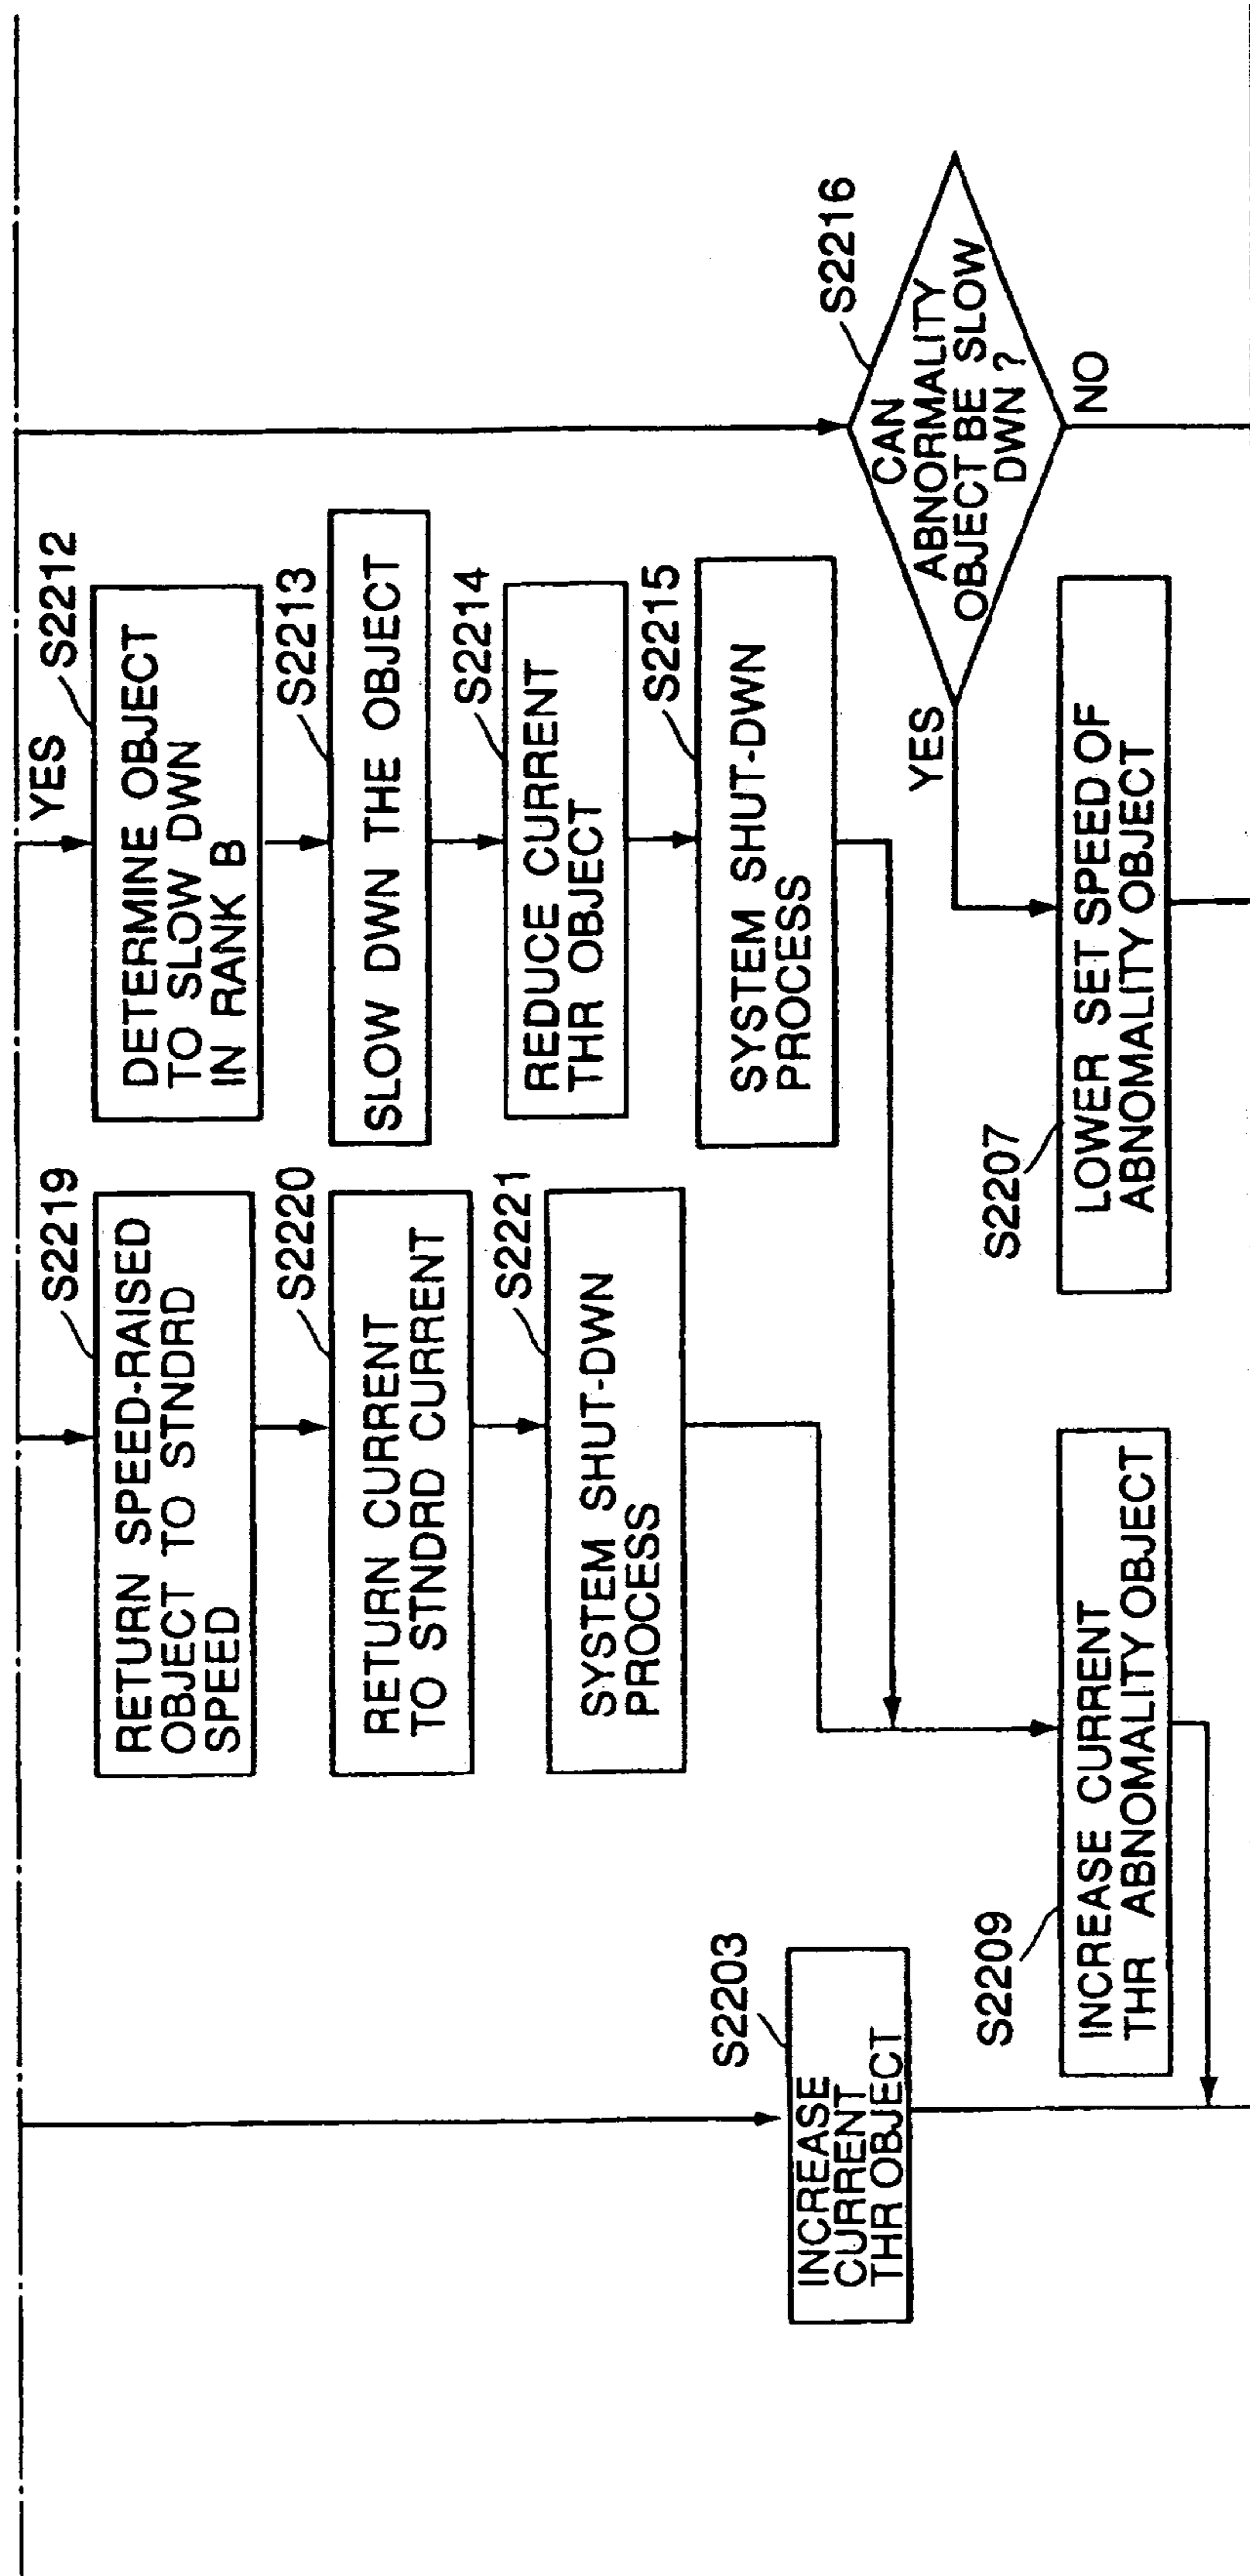 S2203
INCREASE
CURRENT
THR OBJECT
S2219
RETURN SPEED-RAISED
OBJECT TO STNDRD
SPEED
S2220
RETURN CURRENT
TO STNDRD CURRENT
S2221
SYSTEM SHUT-DWN
PROCESS
S2209
INCREASE CURRENT
THR ABNOMALITY OBJECT
YES
S2212
DETERMINE OBJECT
TO SLOW DWN
IN RANK B
S2213
SLOW DWN THE OBJECT
S2214
REDUCE CURRENT
THR OBJECT
S2215
SYSTEM SHUT-DWN
PROCESS
S2216
CAN
ABNORMALITY
OBJECT BE SLOW
DWN ?
YES
NO
S2207
LOWER SET SPEED OF
ABNOMALITY OBJECT